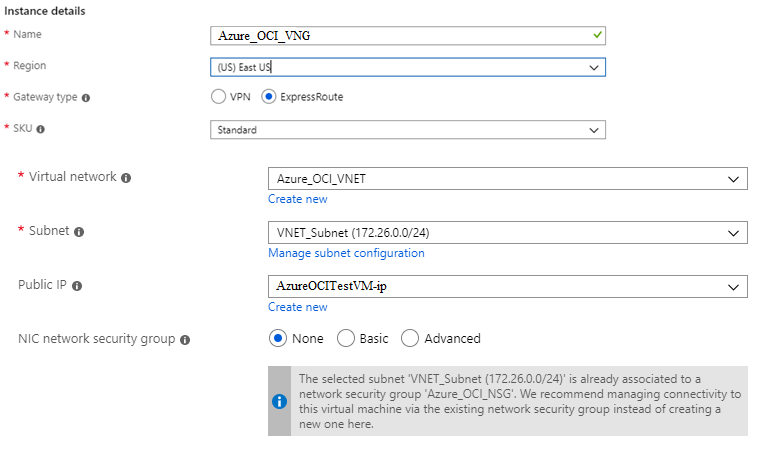 Instance details
* Name Azure_OCI_VNG
* Region (US) East US
* Gateway type VPN ExpressRoute
* SKU Standard
* Virtual network Azure_OCI_VNET
Create new
* Subnet VNET_Subnet (172.26.0.0/24)
Manage subnet configuration
Public IP AzureOCITestVM-ip
Create new
NIC network security group None Basic Advanced
The selected subnet 'VNET_Subnet (172.26.0.0/24)' is already associated to a
network security group 'Azure_OCI_NSG'. We recommend managing connectivity to
this virtual machine via the existing network security group instead of creating a
new one here.